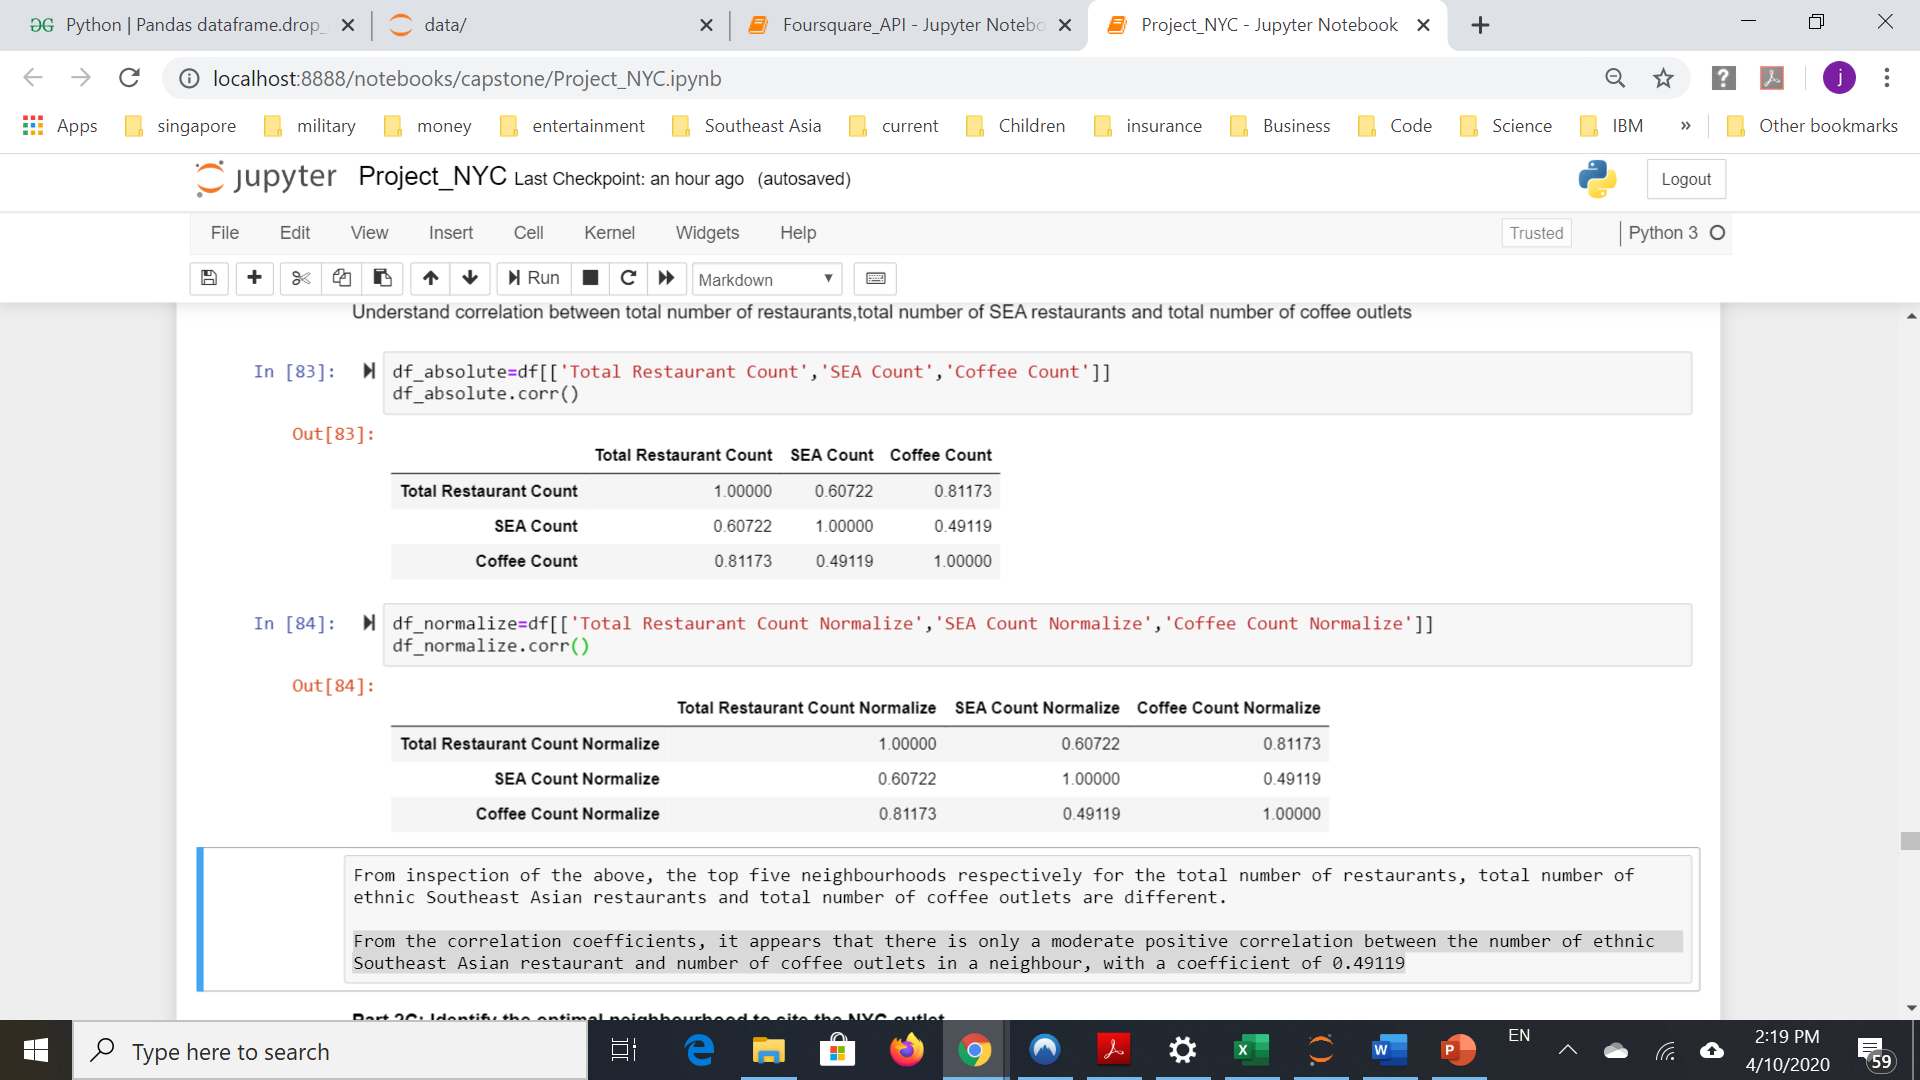 Python | Pandas dataframe.drop_
data/
Foursquare_API - Jupyter Notebo
Project_NYC - Jupyter Notebook
localhost:8888/notebooks/capstone/Project_NYC.ipynb
j
Apps singapore military money entertainment Southeast Asia current Children insurance Business Code Science IBM » Other bookmarks
jupyter Project_NYC Last Checkpoint: an hour ago (autosaved)
Logout
File Edit View Insert Cell Kernel Widgets Help
Trusted
Python 3
Run
Markdown
Understand correlation between total number of restaurants,total number of SEA restaurants and total number of coffee outlets
In [83]:
df_absolute=df[['Total Restaurant Count','SEA Count','Coffee Count']]
df_absolute.corr()
Out[83]:
Total Restaurant Count SEA Count Coffee Count
Total Restaurant Count 1.00000 0.60722 0.81173
SEA Count 0.60722 1.00000 0.49119
Coffee Count 0.81173 0.49119 1.00000
In [84]:
df_normalize=df[['Total Restaurant Count Normalize','SEA Count Normalize','Coffee Count Normalize']]
df_normalize.corr()
Out[84]:
Total Restaurant Count Normalize SEA Count Normalize Coffee Count Normalize
Total Restaurant Count Normalize 1.00000 0.60722 0.81173
SEA Count Normalize 0.60722 1.00000 0.49119
Coffee Count Normalize 0.81173 0.49119 1.00000
From inspection of the above, the top five neighbourhoods respectively for the total number of restaurants, total number of
ethnic Southeast Asian restaurants and total number of coffee outlets are different.
From the correlation coefficients, it appears that there is only a moderate positive correlation between the number of ethnic
Southeast Asian restaurant and number of coffee outlets in a neighbour, with a coefficient of 0.49119
Part 2C: Identify the optimal neighbourhood to site the NYC outlet
Type here to search
EN
2:19 PM
4/10/2020
59